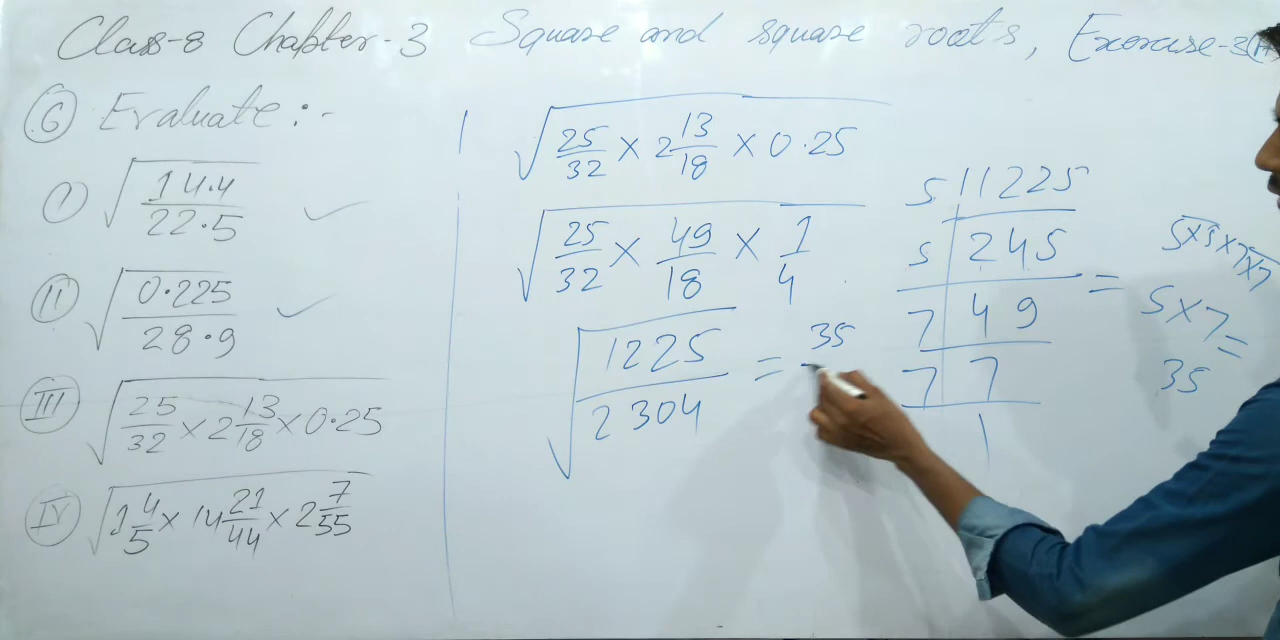 Class-8 Chapter-3 Square and square roots, Exercise-3(A)
(6) Evaluate :-
(I) √(14.4/22.5) ✓
(II) √(0.225/28.9) ✓
(III) √(25/32 × 2 13/18 × 0.25)
(IV) √(1 4/5 × 14 21/44 × 2 7/55)
√(25/32 × 2 13/18 × 0.25)
√(25/32 × 49/18 × 1/4)
√(1225/2304) = 35
5 | 1225
5 | 245
7 | 49
7 | 7
1
=
5×5×7×7
5×7=
35